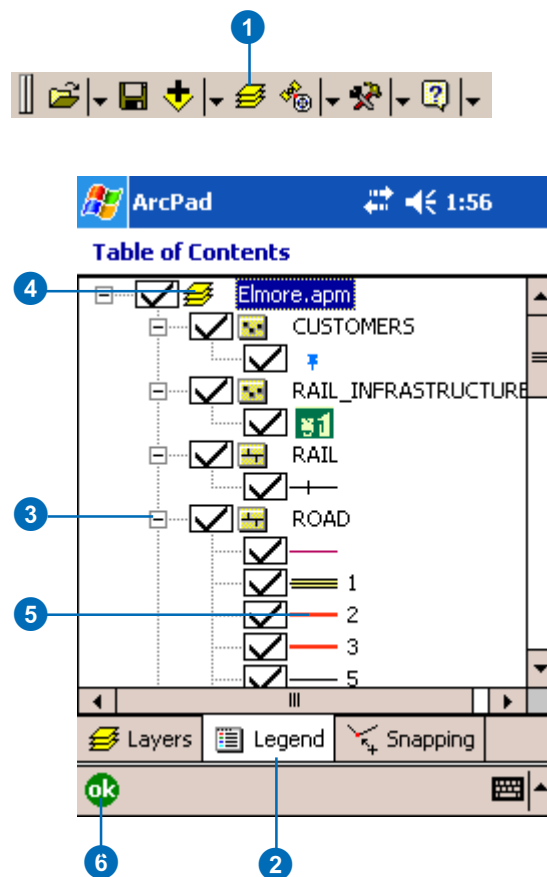 1
ArcPad 1:56
Table of Contents
4 Elmore.apm
CUSTOMERS
RAIL_INFRASTRUCTURE
RAIL
3 ROAD
1
5 2
3
5
Layers Legend Snapping
ok
6 2